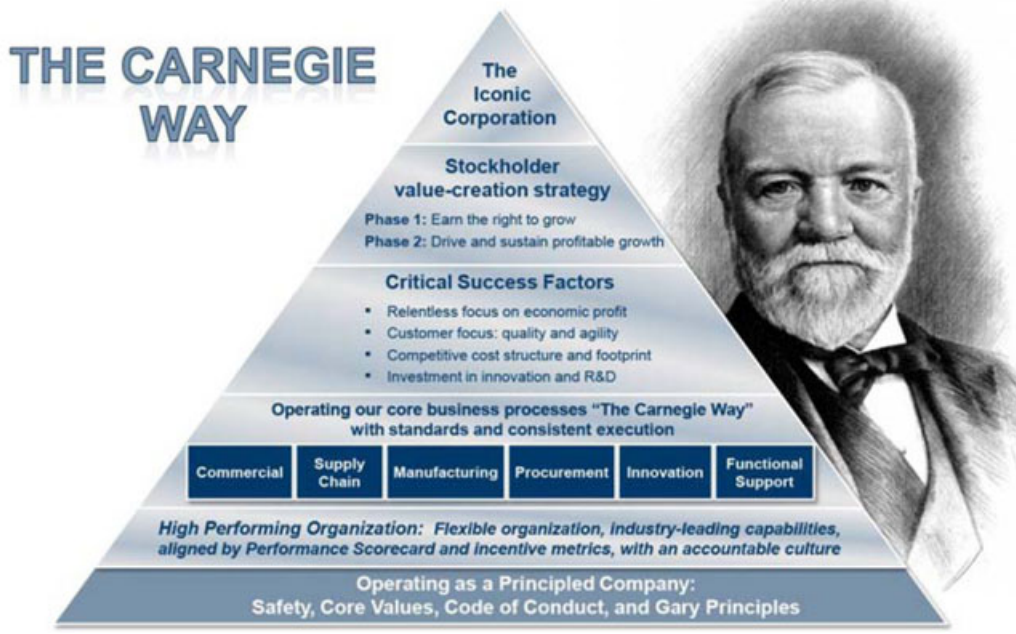 THE CARNEGIE
WAY
The
Iconic
Corporation
Stockholder
value-creation strategy
Phase 1: Earn the right to grow
Phase 2: Drive and sustain profitable growth
Critical Success Factors
▪ Relentless focus on economic profit
▪ Customer focus: quality and agility
▪ Competitive cost structure and footprint
▪ Investment in innovation and R&D
Operating our core business processes “The Carnegie Way”
with standards and consistent execution
Commercial
Supply
Chain
Manufacturing
Procurement
Innovation
Functional
Support
High Performing Organization: Flexible organization, industry-leading capabilities,
aligned by Performance Scorecard and incentive metrics, with an accountable culture
Operating as a Principled Company:
Safety, Core Values, Code of Conduct, and Gary Principles